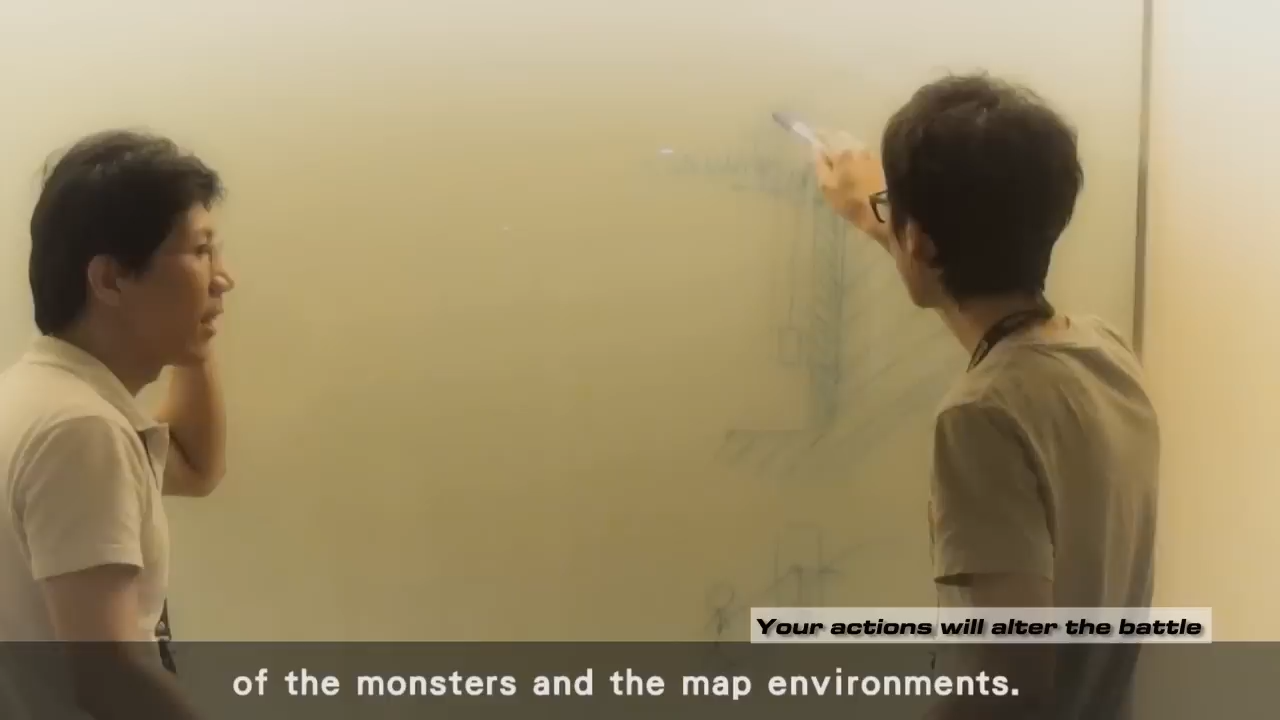 Your actions will alter the battle
of the monsters and the map environments.